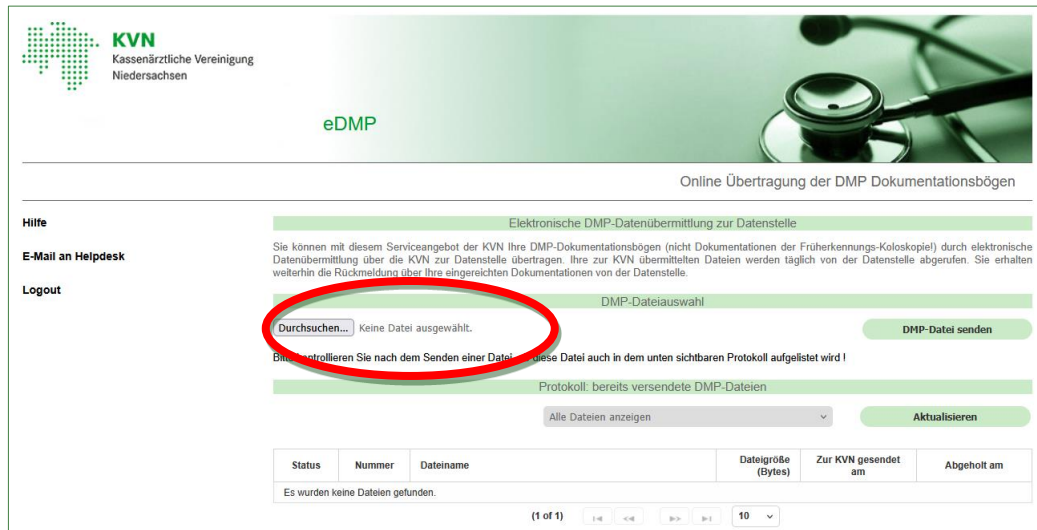 KVN
Kassenärztliche Vereinigung
Niedersachsen
eDMP
Online Übertragung der DMP Dokumentationsbögen
Hilfe
E-Mail an Helpdesk
Logout
Elektronische DMP-Datenübermittlung zur Datenstelle
Sie können mit diesem Serviceangebot der KVN Ihre DMP-Dokumentationsbögen (nicht Dokumentationen der Früherkennungs-Koloskopie!) durch elektronische
Datenübermittlung über die KVN zur Datenstelle übertragen. Ihre zur KVN übermittelten Dateien werden täglich von der Datenstelle abgerufen. Sie erhalten
weiterhin die Rückmeldung über Ihre eingereichten Dokumentationen von der Datenstelle.
DMP-Dateiauswahl
Durchsuchen... Keine Datei ausgewählt.
DMP-Datei senden
Sie nach dem Senden einer Datei diese Datei auch in dem unten sichtbaren Protokoll aufgelistet wird !
Protokoll: bereits versendete DMP-Dateien
Alle Dateien anzeigen
Aktualisieren
Status Nummer Dateiname Dateigröße (Bytes) Zur KVN gesendet am Abgeholt am
Es wurden keine Dateien gefunden.
(1 of 1) 10